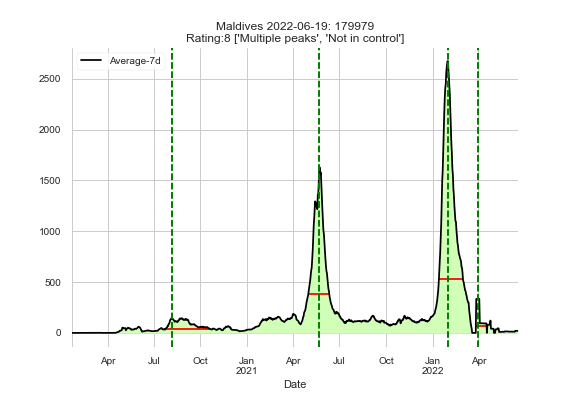 Maldives 2022-06-19: 179979
Rating:8 ['Multiple peaks', 'Not in control']
Average-7d
2500
2000
1500
1000
500
0
Apr Jul Oct Jan Apr Jul Oct Jan Apr
2021 2022
Date